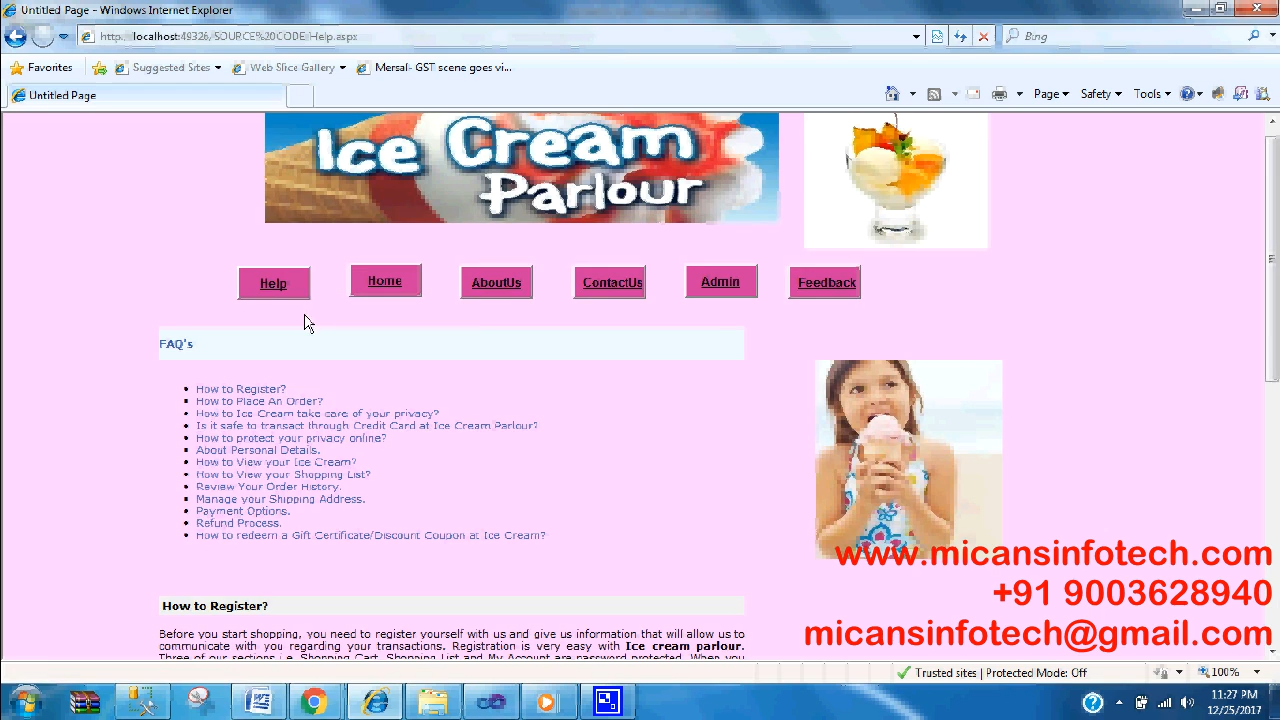 Untitled Page - Windows Internet Explorer
http://localhost:49326/SOURCE%20CODE/Help.aspx
Bing
Favorites
Suggested Sites
Web Slice Gallery
Mersal- GST scene goes vi...
Untitled Page
Page
Safety
Tools
Ice Cream
Parlour
Help
Home
AboutUs
ContactUs
Admin
Feedback
FAQ's
How to Register?
How to Place An Order?
How to Ice Cream take care of your privacy?
Is it safe to transact through Credit Card at Ice Cream Parlour?
How to protect your privacy online?
About Personal Details.
How to View your Ice Cream?
How to View your Shopping List?
Review Your Order History.
Manage your Shipping Address.
Payment Options.
Refund Process.
How to redeem a Gift Certificate/Discount Coupon at Ice Cream?
www.micansinfotech.com
+91 9003628940
micansinfotech@gmail.com
How to Register?
Before you start shopping, you need to register yourself with us and give us information that will allow us to
communicate with you regarding your transactions. Registration is very easy with Ice cream parlour.
Three of our sections i.e. Shopping Cart, Shopping List and My Account are password protected. When you
Trusted sites | Protected Mode: Off
100%
11:27 PM
12/25/2017